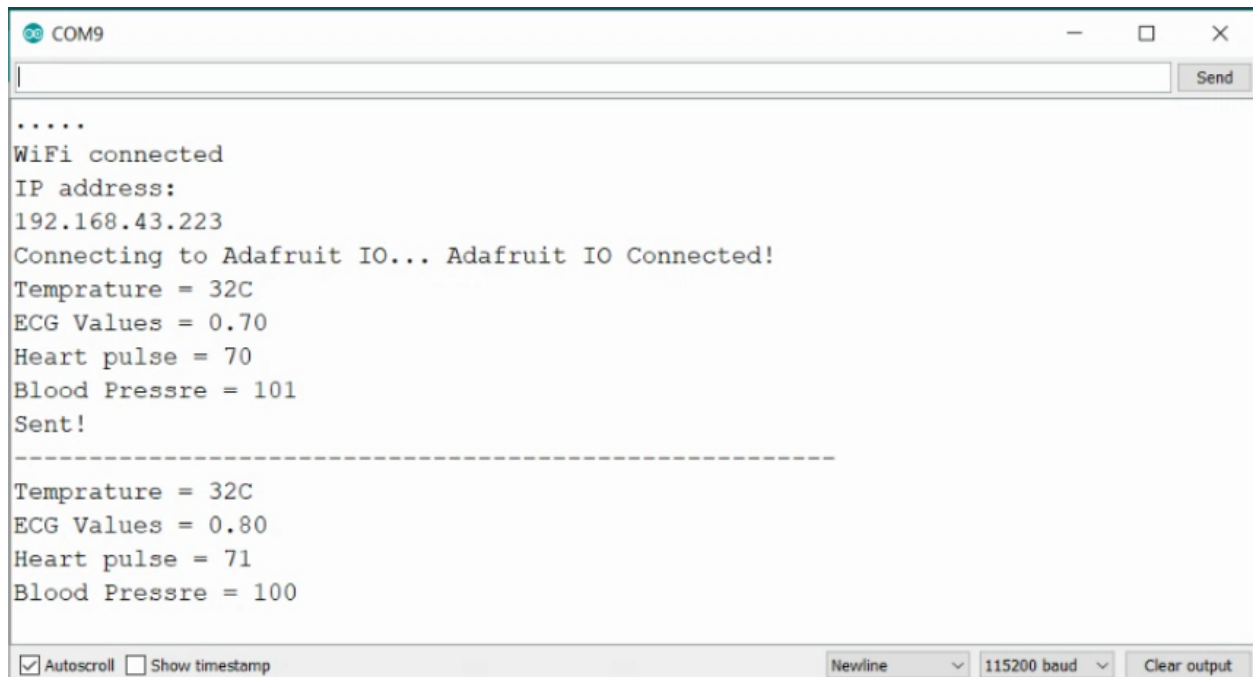 COM9
Send
.....
WiFi connected
IP address:
192.168.43.223
Connecting to Adafruit IO... Adafruit IO Connected!
Temprature = 32C
ECG Values = 0.70
Heart pulse = 70
Blood Pressre = 101
Sent!
-------------------------------------------------------
Temprature = 32C
ECG Values = 0.80
Heart pulse = 71
Blood Pressre = 100
Autoscroll Show timestamp Newline 115200 baud Clear output